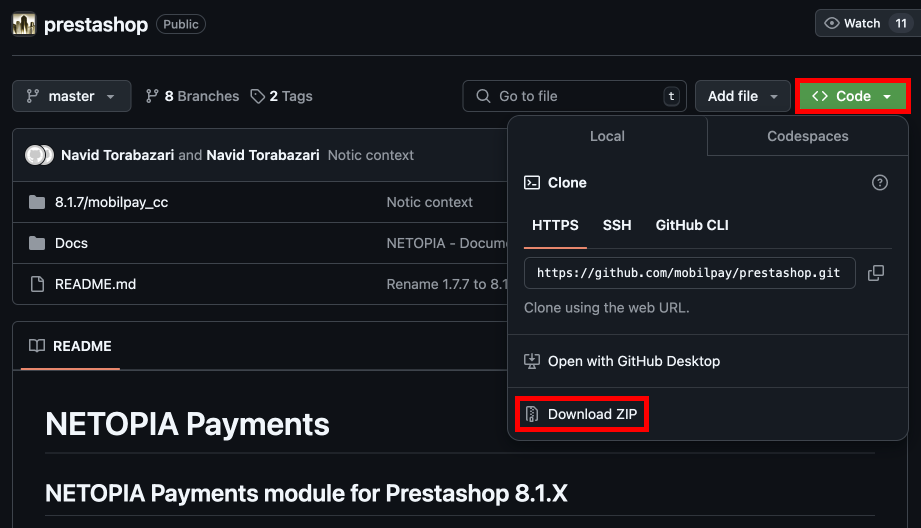 prestashop Public
Watch 11
master 8 Branches 2 Tags Go to file t Add file Code
Local Codespaces
Navid Torabazari and Navid Torabazari Notic context
Clone
8.1.7/mobilpay_cc Notic context
HTTPS SSH GitHub CLI
Docs NETOPIA - Docume
https://github.com/mobilpay/prestashop.git
README.md Rename 1.7.7 to 8.1
Clone using the web URL.
README
Open with GitHub Desktop
Download ZIP
NETOPIA Payments
NETOPIA Payments module for Prestashop 8.1.X